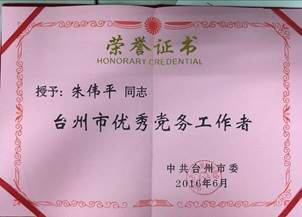 荣誉证书
HONORARY CREDENTIAL
授予：朱伟平 同志
台州市优秀党务工作者
中共台州市委
2016年6月